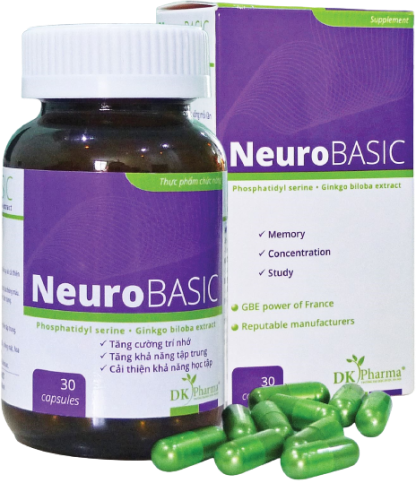 Supplement
NeuroBASIC
Phosphatidyl serine • Ginkgo biloba extract
✓ Memory
✓ Concentration
✓ Study
GBE power of France
Reputable manufacturers
30
DK Pharma®
Thực phẩm chức năng
NeuroBASIC
Phosphatidyl serine • Ginkgo biloba extract
✓ Tăng cường trí nhớ
✓ Tăng khả năng tập trung
✓ Cải thiện khả năng học tập
30
capsules
DK Pharma®